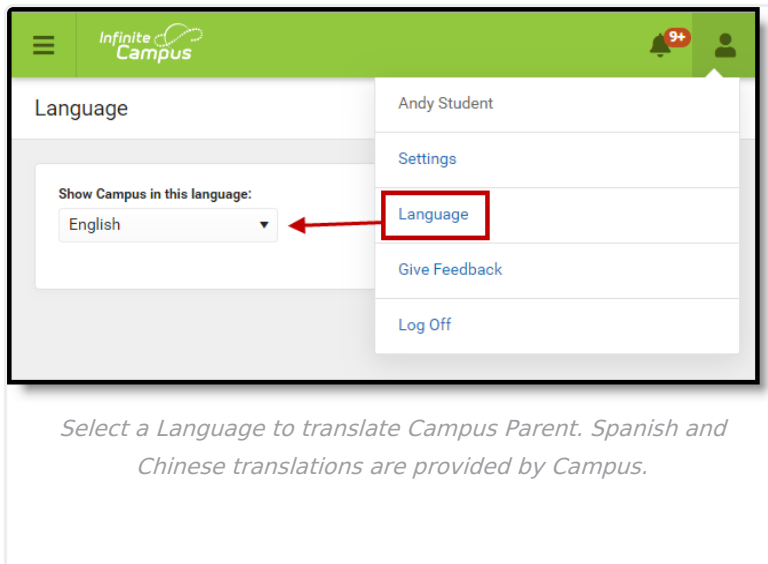 Infinite
Campus
9+
Language
Andy Student
Settings
Show Campus in this language:
English
Language
Give Feedback
Log Off
Select a Language to translate Campus Parent. Spanish and
Chinese translations are provided by Campus.